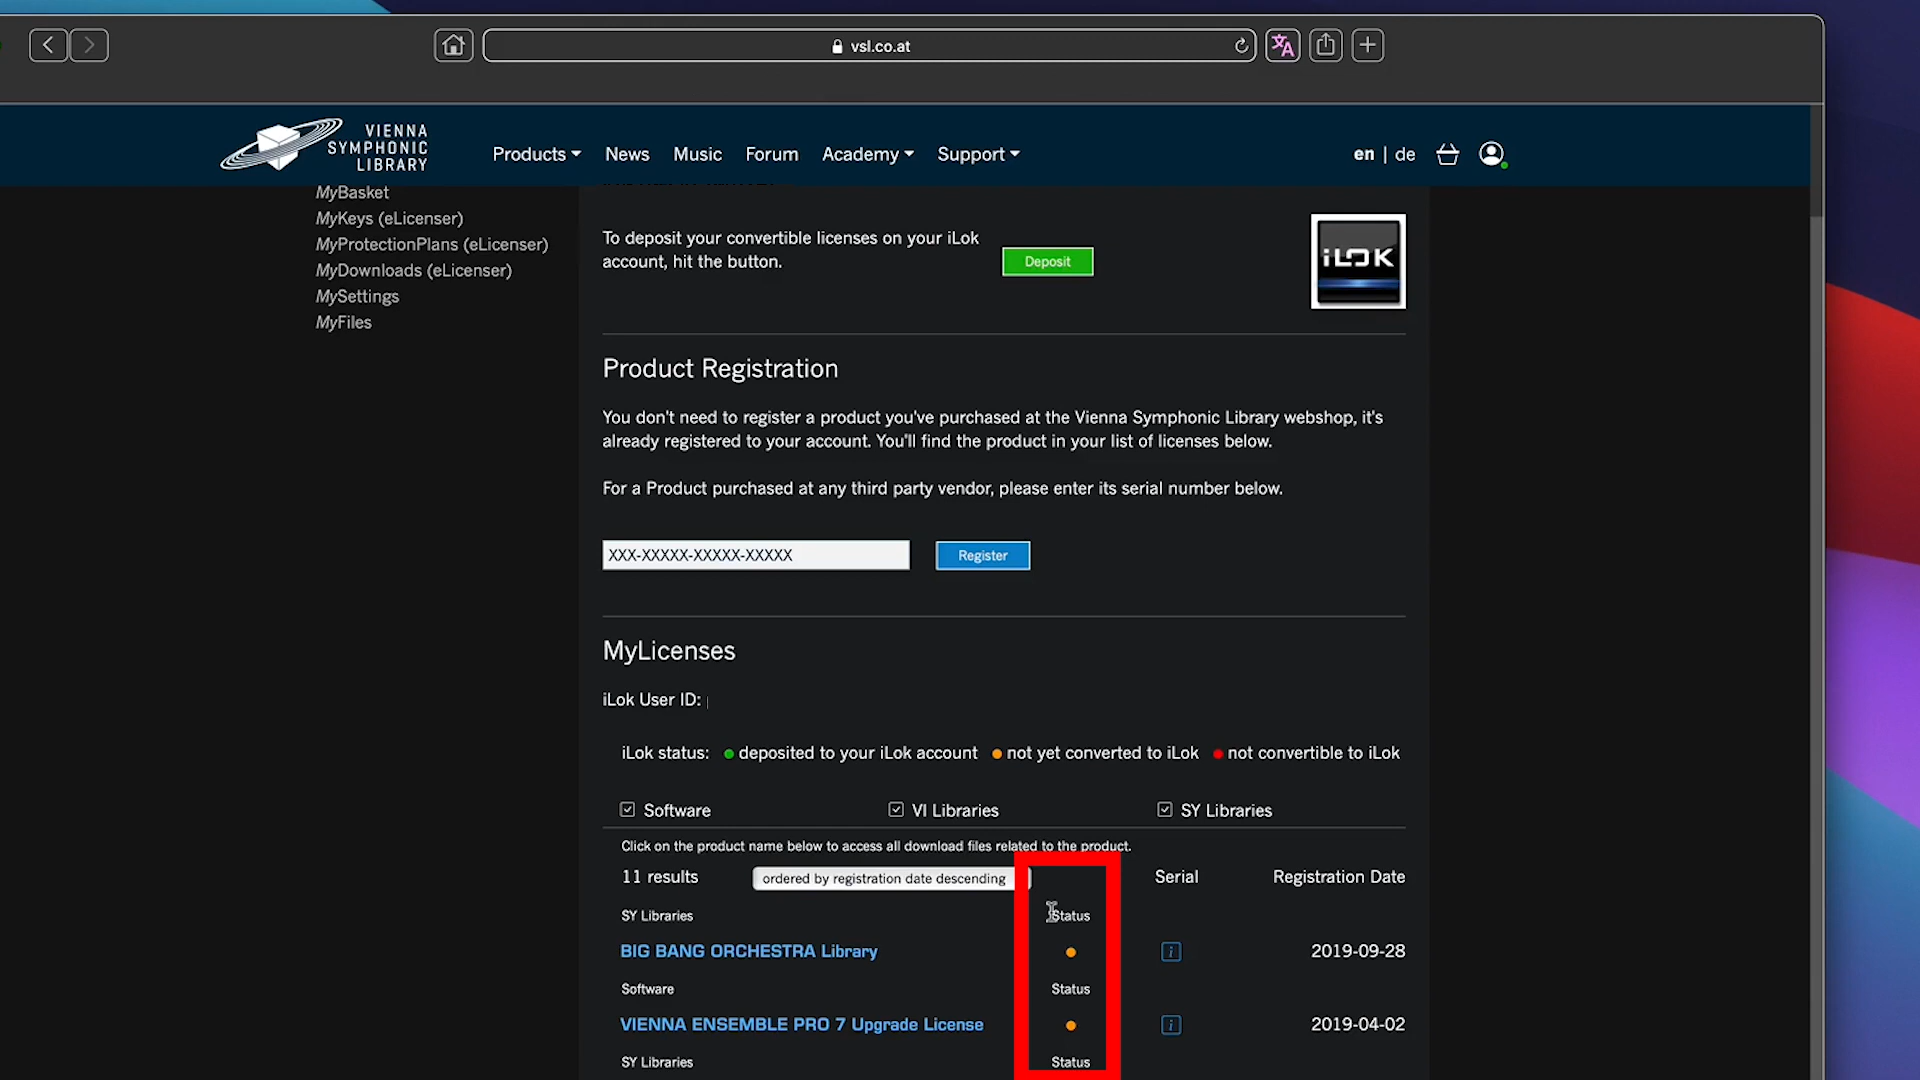 vsl.co.at
VIENNA
SYMPHONIC
LIBRARY
Products
News
Music
Forum
Academy
Support
en | de
MyBasket
MyKeys (eLicenser)
MyProtectionPlans (eLicenser)
MyDownloads (eLicenser)
MySettings
MyFiles
To deposit your convertible licenses on your iLok
account, hit the button.
Deposit
iLOK
Product Registration
You don't need to register a product you've purchased at the Vienna Symphonic Library webshop, it's
already registered to your account. You'll find the product in your list of licenses below.
For a Product purchased at any third party vendor, please enter its serial number below.
XXX-XXXXX-XXXXX-XXXXX
Register
MyLicenses
iLok User ID:
iLok status: deposited to your iLok account not yet converted to iLok not convertible to iLok
Software
VI Libraries
SY Libraries
Click on the product name below to access all download files related to the product.
11 results
ordered by registration date descending
Serial
Registration Date
SY Libraries
Status
BIG BANG ORCHESTRA Library
i
2019-09-28
Software
Status
VIENNA ENSEMBLE PRO 7 Upgrade License
i
2019-04-02
SY Libraries
Status